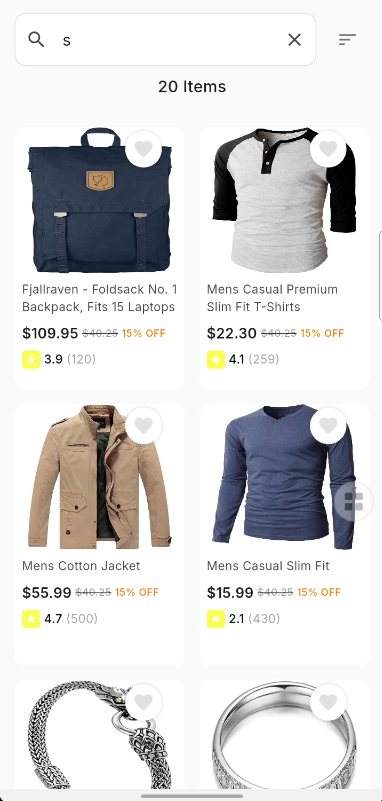 s
20 Items
Fjallraven - Foldsack No. 1
Backpack, Fits 15 Laptops
$109.95 $40.25 15% OFF
3.9 (120)
Mens Casual Premium
Slim Fit T-Shirts
$22.30 $40.25 15% OFF
4.1 (259)
Mens Cotton Jacket
$55.99 $40.25 15% OFF
4.7 (500)
Mens Casual Slim Fit
$15.99 $40.25 15% OFF
2.1 (430)